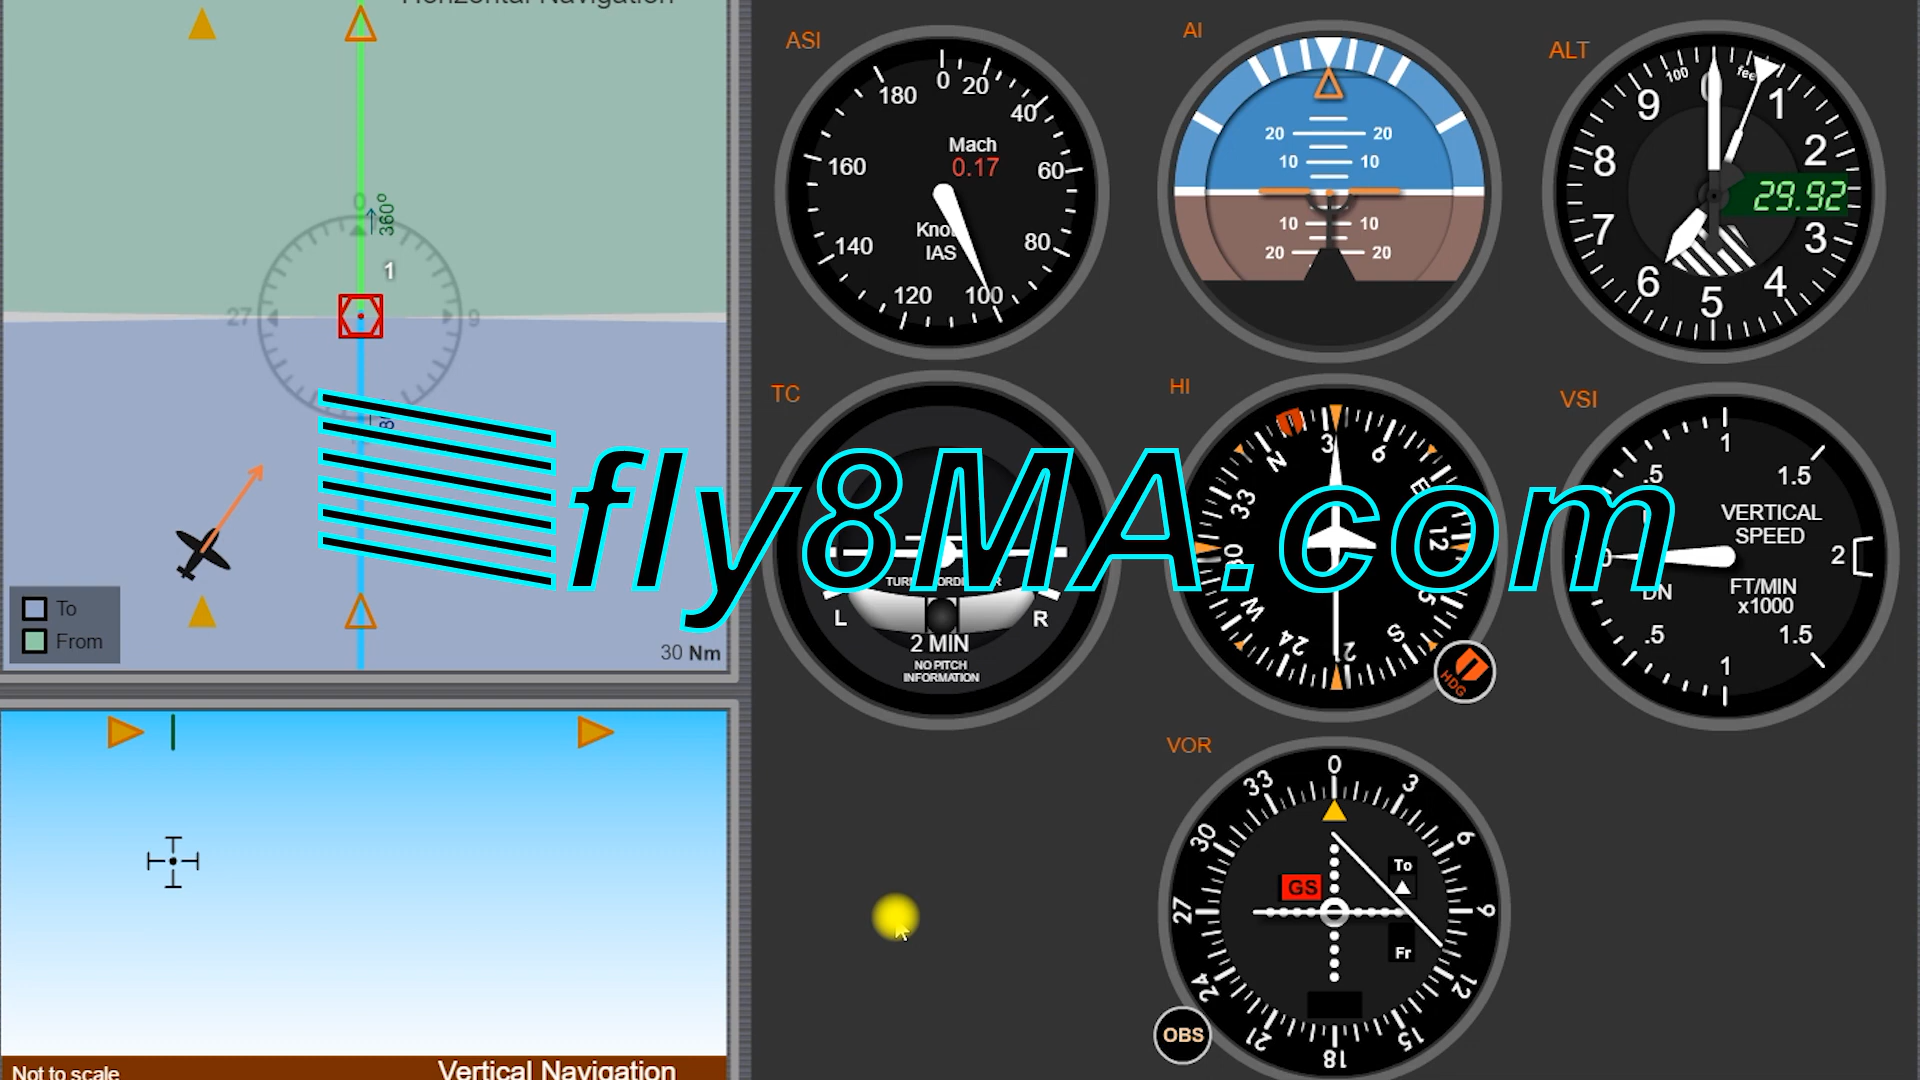 Horizontal Navigation
0
360°
1
27
9
To
From
30 Nm
Not to scale
Vertical Navigation
fly8MA.com
ASI
0
20
40
60
80
100
120
140
160
180
Mach
0.17
IAS
AI
20 20
10 10
10 10
20 20
ALT
100
1
2
3
4
5
6
7
8
9
29.92
TC
L
R
2 MIN
NO PITCH
INFORMATION
HI
N
3
6
E
12
S
24
W
33
HDG
VSI
.5
1
1.5
VERTICAL
SPEED
2
DN
FT/MIN
x1000
.5
1
1.5
VOR
0
3
6
9
12
15
18
21
24
27
30
33
To
GS
Fr
OBS